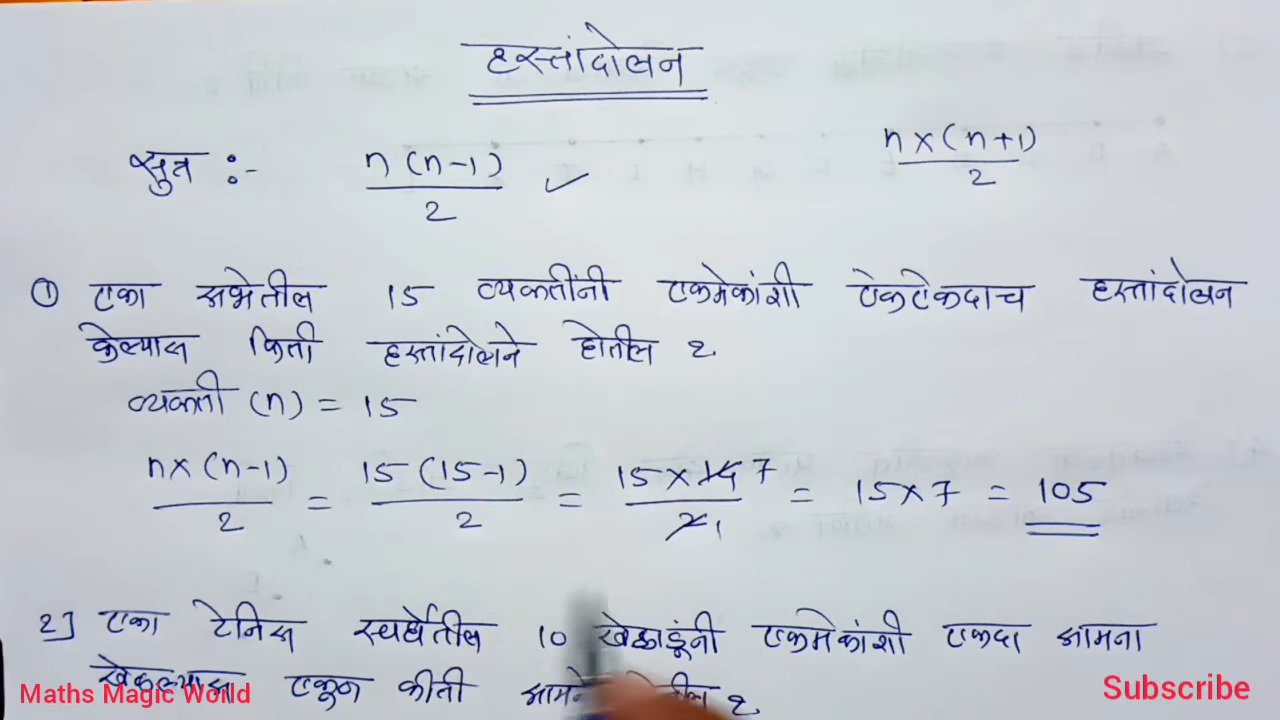 हस्तांदोलन
सुत्र :- n(n-1)/2 ✓ n×(n+1)/2
① एका सभेतील 15 व्यक्तींनी एकमेकांशी ऐकऐकदाच हस्तांदोलन
केल्यास किती हस्तांदोलने होतील ?
व्यक्ती (n) = 15
n×(n-1)/2 = 15(15-1)/2 = 15×14 7/2 1 = 15×7 = 105
2] एका टेनिस स्पर्धेतील 10 खेळाडूंनी एकमेकांशी एकदा सामना
खेळल्यास एकूण कीती ?
Maths Magic World
Subscribe